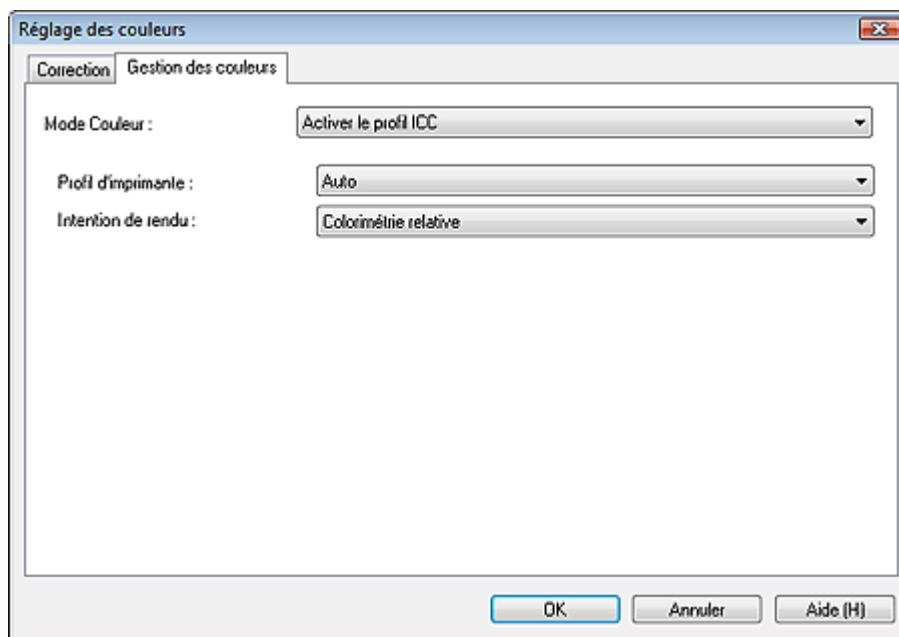 Réglage des couleurs
Correction Gestion des couleurs
Mode Couleur : Activer le profil ICC
Profil d'imprimante : Auto
Intention de rendu : Colorimétrie relative
OK Annuler Aide (H)